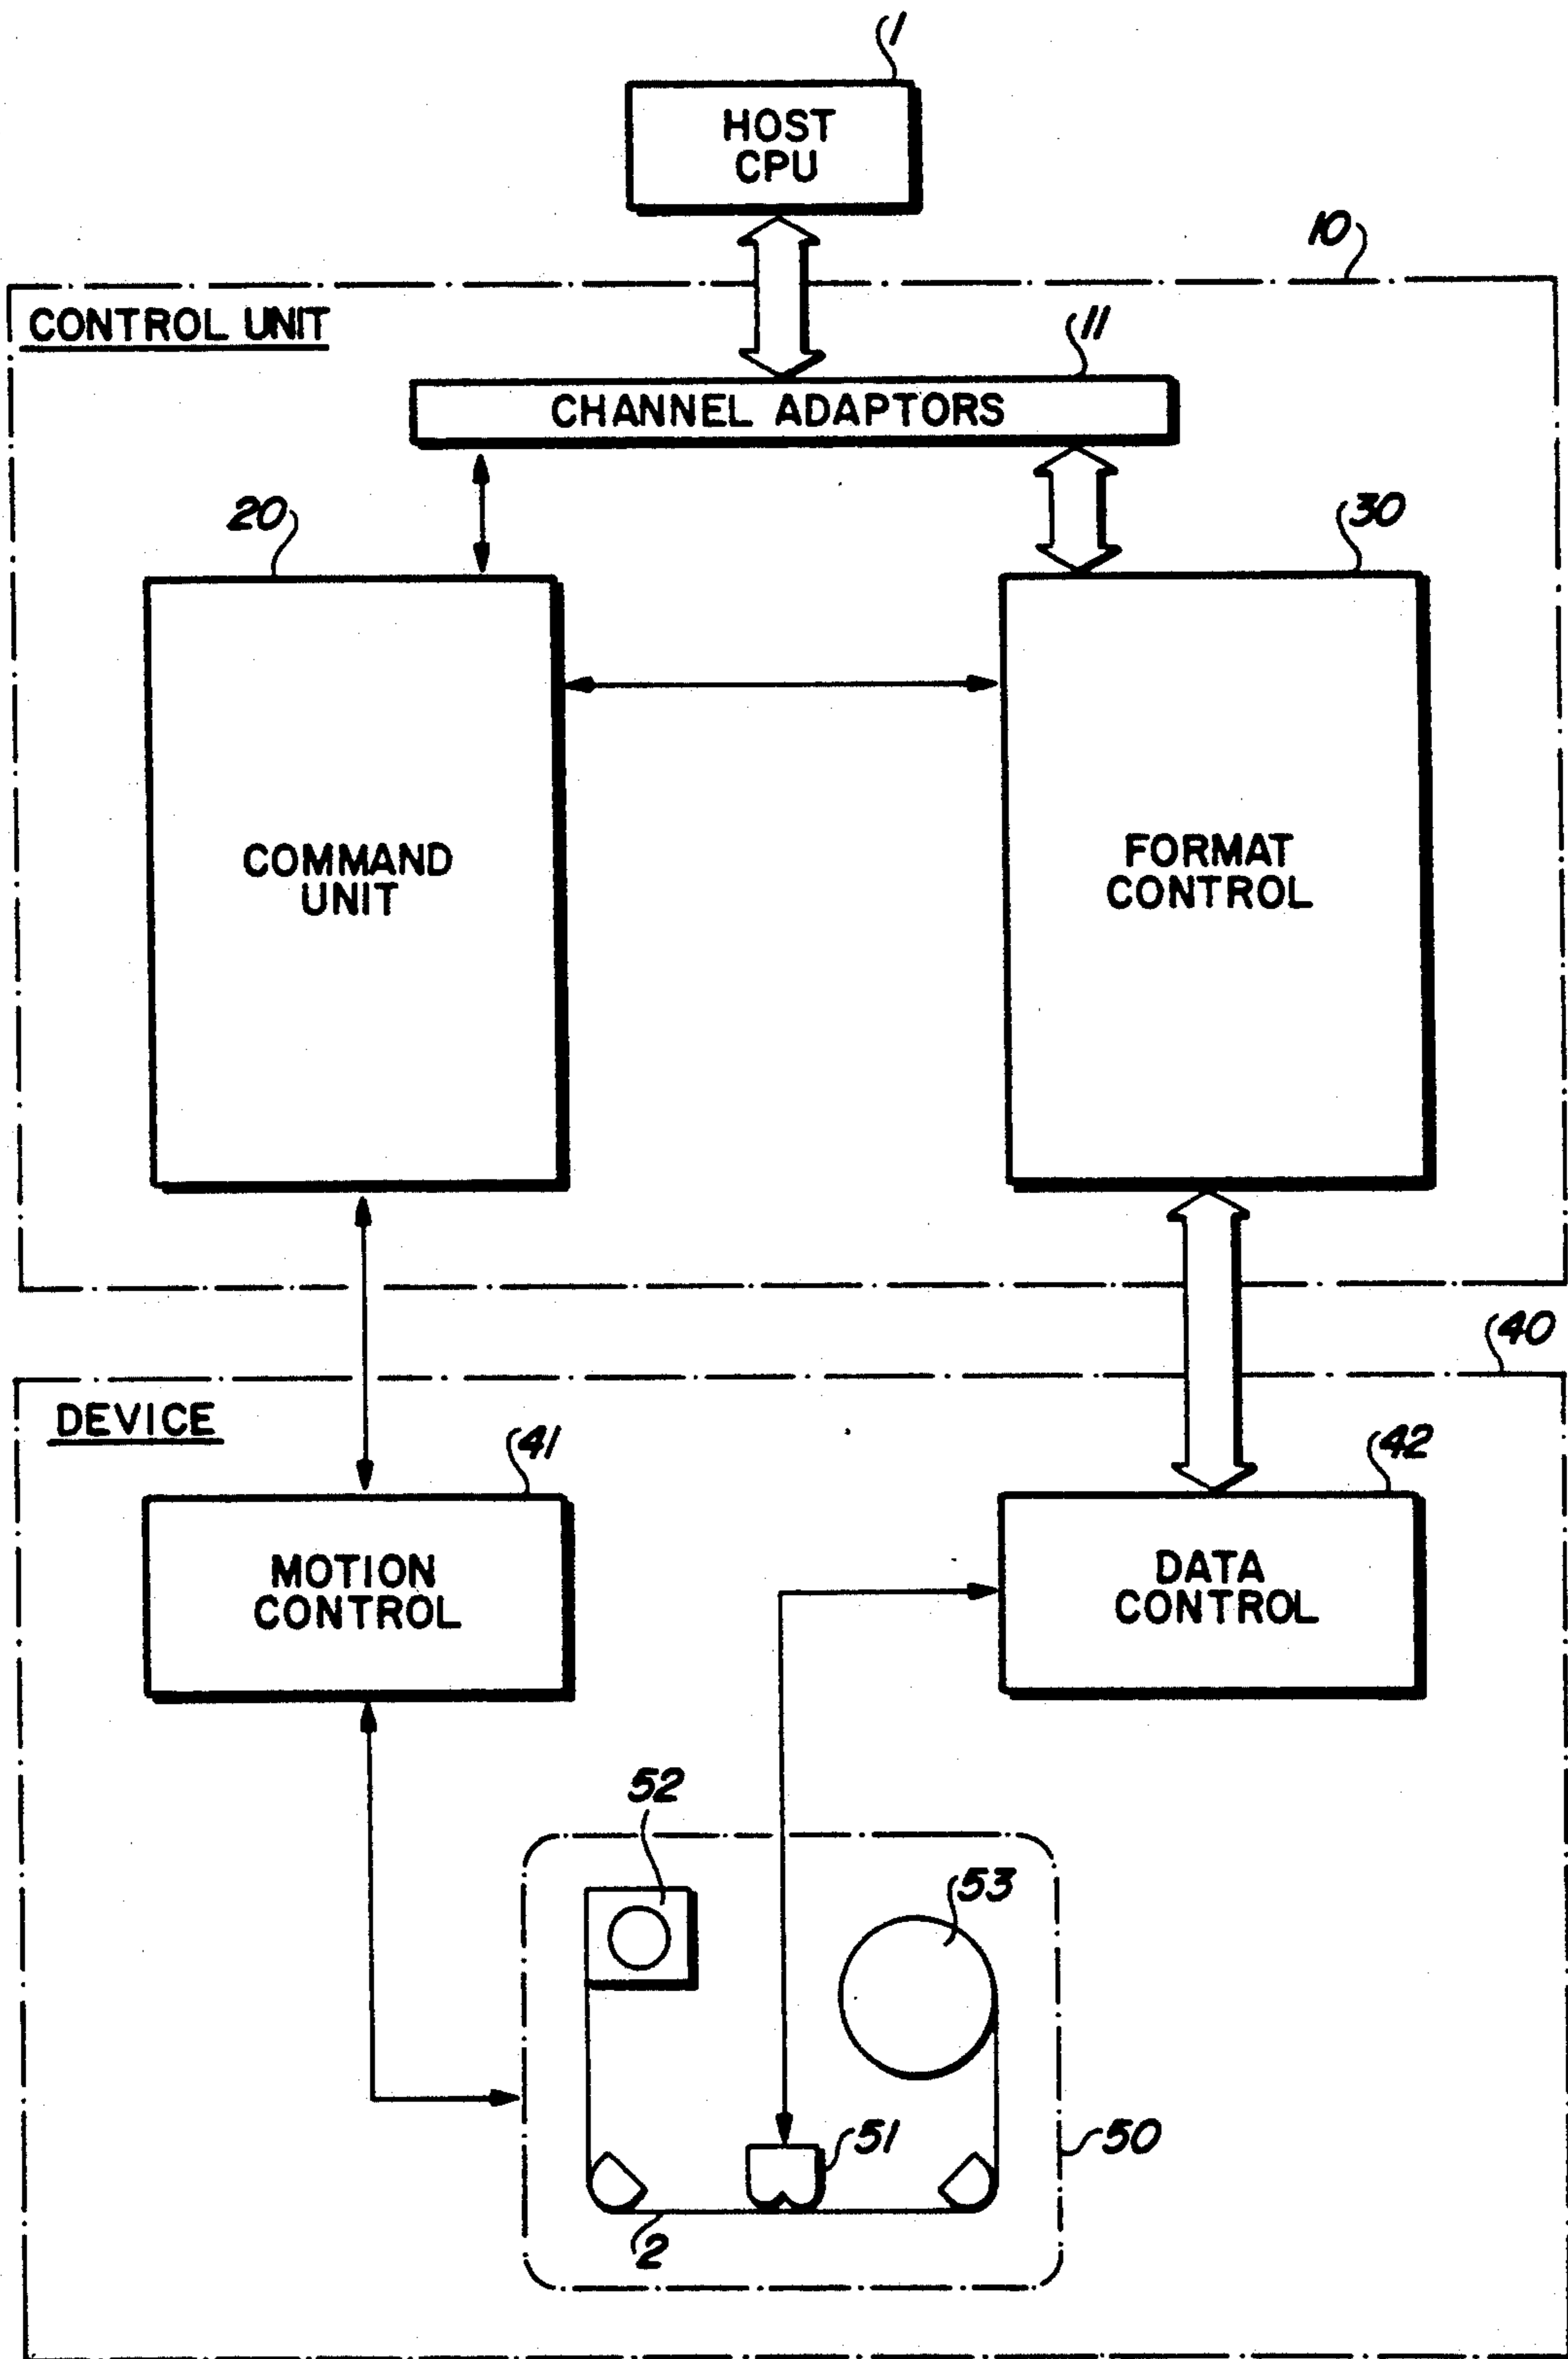 1
HOST
CPU
10
CONTROL UNIT
11
CHANNEL ADAPTORS
20
30
COMMAND
UNIT
FORMAT
CONTROL
40
DEVICE
41
42
MOTION
CONTROL
DATA
CONTROL
52
53
51
50
2